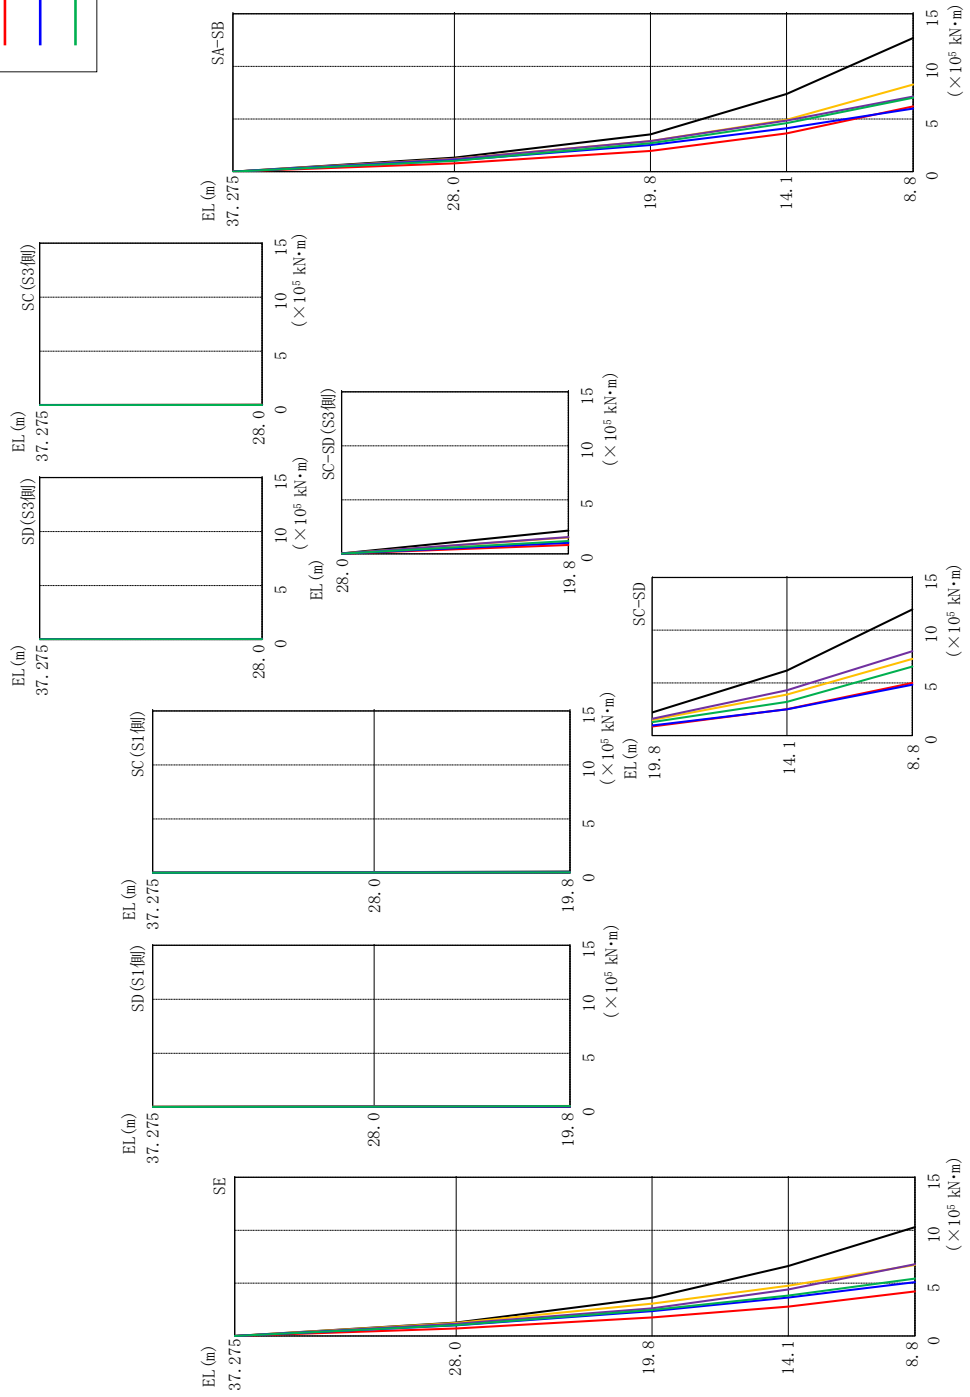 SA-SB
EL(m)
37.275
28.0
19.8
14.1
8.8
0
5
10
15
(×10⁵ kN・m)
SC(S3側)
EL(m)
37.275
28.0
0
5
10
15
(×10⁵ kN・m)
SD(S3側)
EL(m)
37.275
28.0
0
5
10
15
(×10⁵ kN・m)
SC-SD(S3側)
EL(m)
28.0
19.8
0
5
10
15
(×10⁵ kN・m)
SC-SD
EL(m)
19.8
14.1
8.8
0
5
10
15
(×10⁵ kN・m)
SC(S1側)
EL(m)
37.275
28.0
19.8
0
5
10
15
(×10⁵ kN・m)
SD(S1側)
EL(m)
37.275
28.0
19.8
0
5
10
15
(×10⁵ kN・m)
SE
EL(m)
37.275
28.0
19.8
14.1
8.8
0
5
10
15
(×10⁵ kN・m)